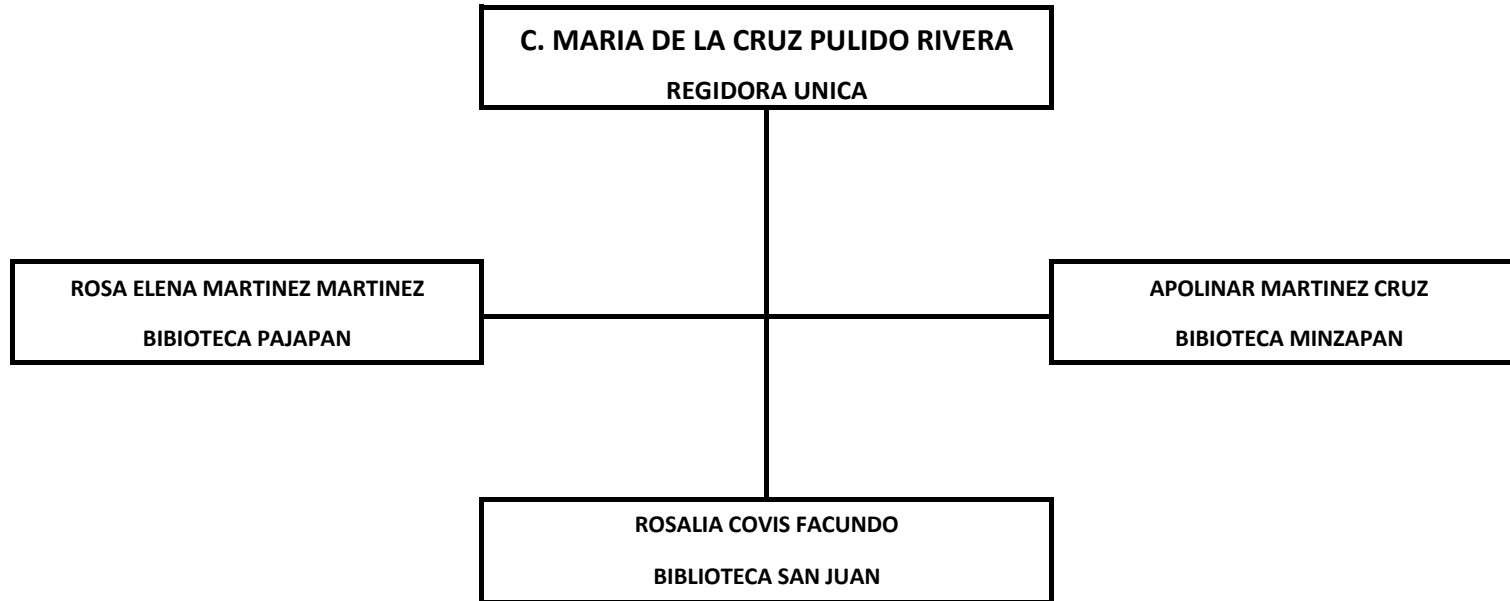 C. MARIA DE LA CRUZ PULIDO RIVERA
REGIDORA UNICA
ROSA ELENA MARTINEZ MARTINEZ
BIBIOTECA PAJAPAN
APOLINAR MARTINEZ CRUZ
BIBIOTECA MINZAPAN
ROSALIA COVIS FACUNDO
BIBLIOTECA SAN JUAN